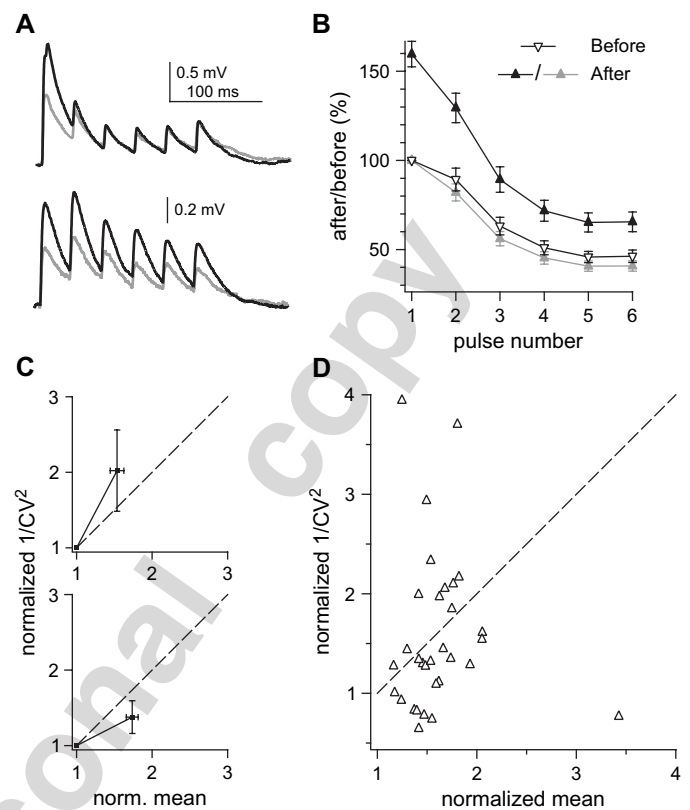 A
0.5 mV
100 ms
0.2 mV
B
Before
/ After
after/before (%)
150
100
50
1 2 3 4 5 6
pulse number
C
normalized 1/CV²
3
2
1
1 2 3
3
2
1
1 2 3
norm. mean
D
normalized 1/CV²
4
3
2
1
1 2 3 4
normalized mean
copy
sonal